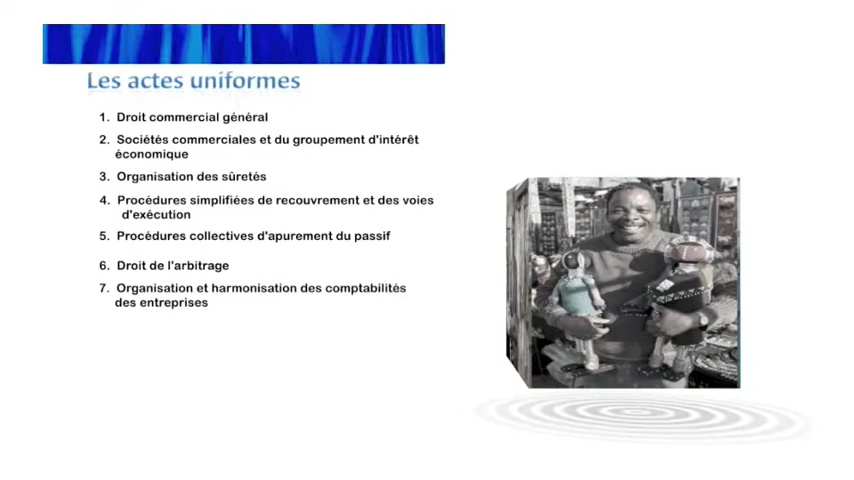 Les actes uniformes
1. Droit commercial général
2. Sociétés commerciales et du groupement d'intérêt
économique
3. Organisation des sûretés
4. Procédures simplifiées de recouvrement et des voies
d'exécution
5. Procédures collectives d'apurement du passif
6. Droit de l'arbitrage
7. Organisation et harmonisation des comptabilités
des entreprises